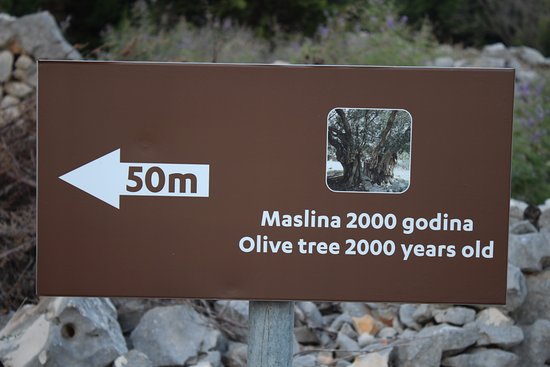 50m
Maslina 2000 godina
Olive tree 2000 years old